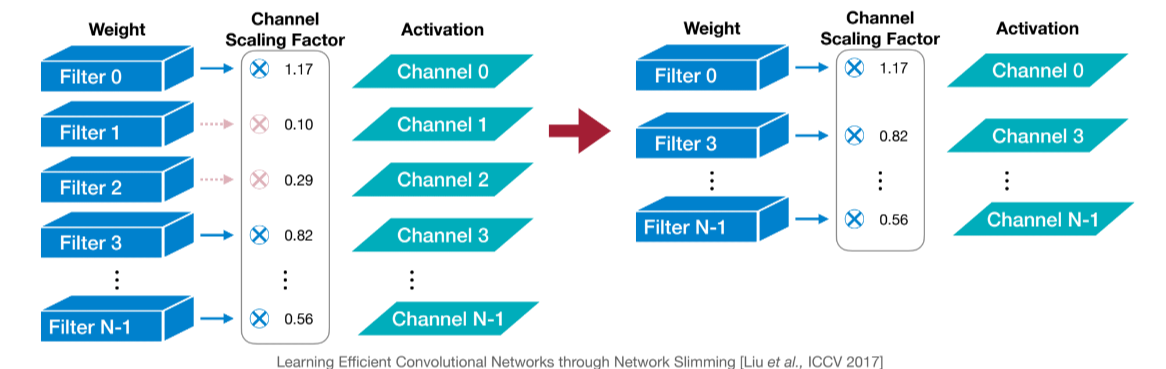 Weight
Channel
Scaling Factor
Activation
Filter 0
1.17
Channel 0
Filter 1
0.10
Channel 1
Filter 2
0.29
Channel 2
Filter 3
0.82
Channel 3
Filter N-1
0.56
Channel N-1
Weight
Channel
Scaling Factor
Activation
Filter 0
1.17
Channel 0
Filter 3
0.82
Channel 3
Filter N-1
0.56
Channel N-1
Learning Efficient Convolutional Networks through Network Slimming [Liu et al., ICCV 2017]